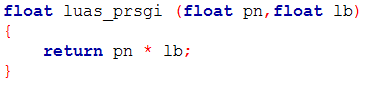 float luas_prsgi (float pn,float lb)
{
    return pn * lb;
}